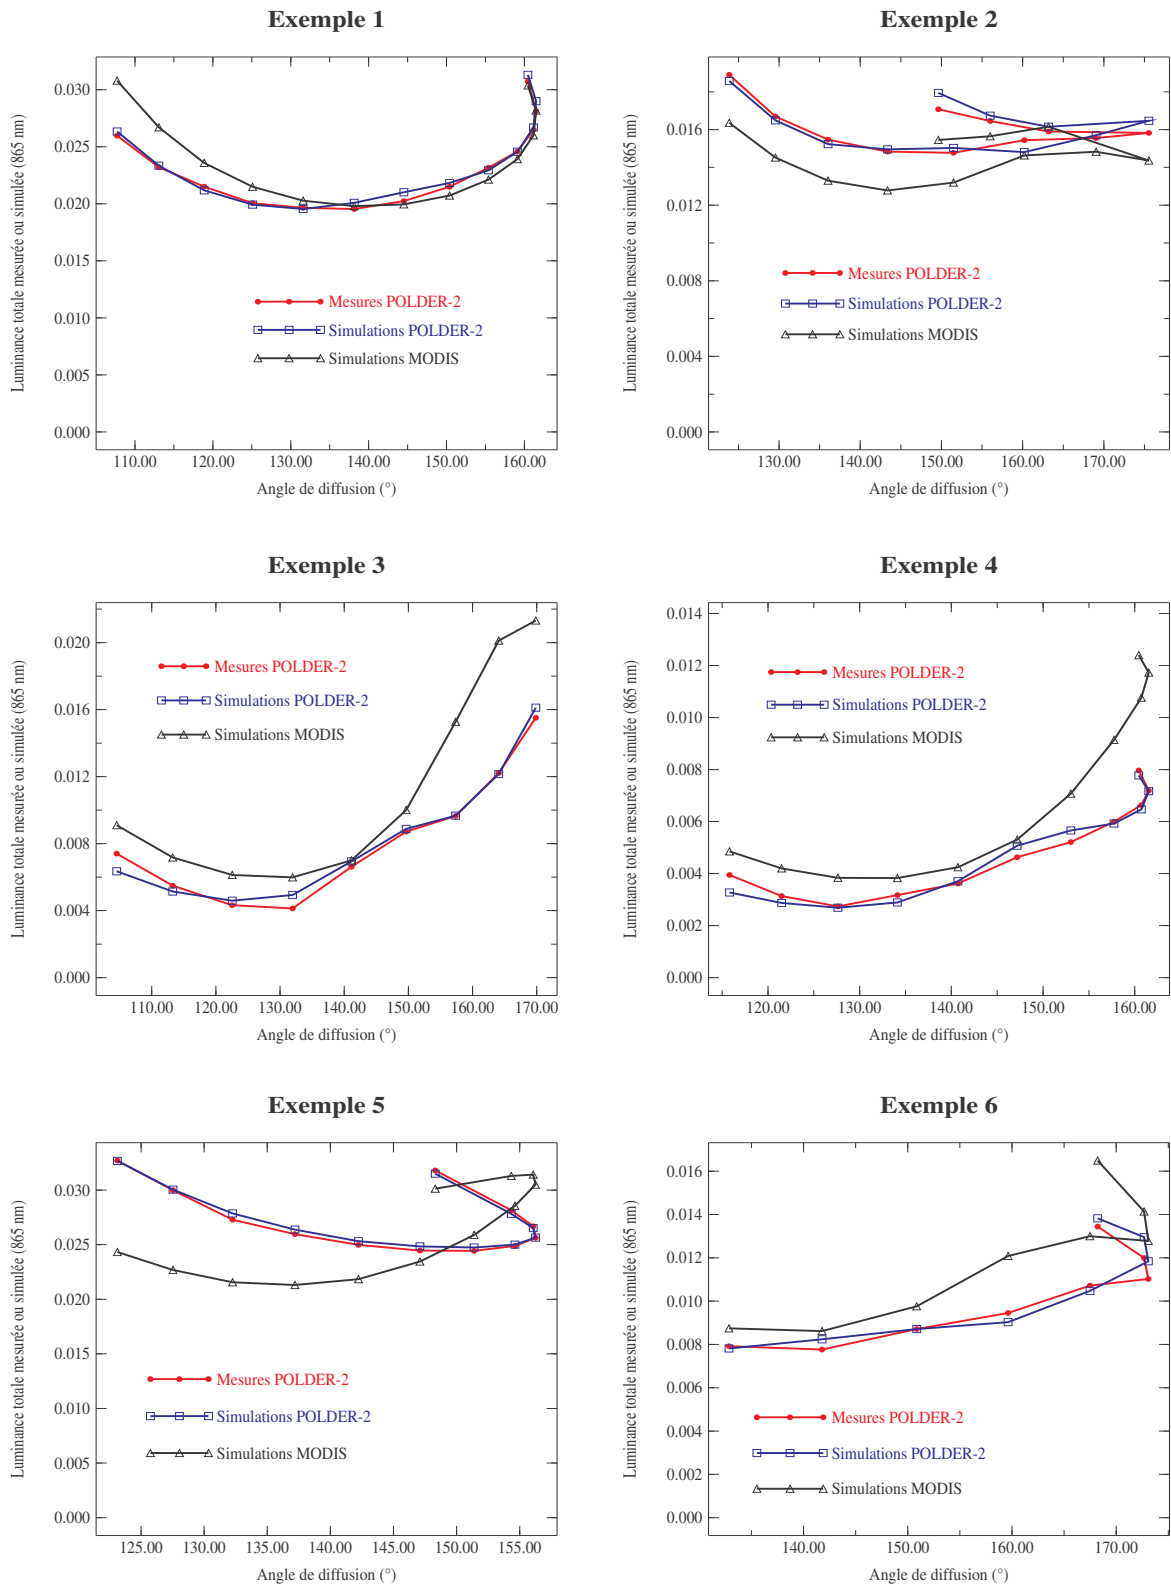 Exemple 1
Luminance totale mesurée ou simulée (865 nm)
0.030
0.025
0.020
0.015
0.010
0.005
0.000
Mesures POLDER-2
Simulations POLDER-2
Simulations MODIS
110.00 120.00 130.00 140.00 150.00 160.00
Angle de diffusion (°)
Exemple 2
Luminance totale mesurée ou simulée (865 nm)
0.016
0.012
0.008
0.004
0.000
Mesures POLDER-2
Simulations POLDER-2
Simulations MODIS
130.00 140.00 150.00 160.00 170.00
Angle de diffusion (°)
Exemple 3
Luminance totale mesurée ou simulée (865 nm)
0.020
0.016
0.012
0.008
0.004
0.000
Mesures POLDER-2
Simulations POLDER-2
Simulations MODIS
110.00 120.00 130.00 140.00 150.00 160.00 170.00
Angle de diffusion (°)
Exemple 4
Luminance totale mesurée ou simulée (865 nm)
0.014
0.012
0.010
0.008
0.006
0.004
0.002
0.000
Mesures POLDER-2
Simulations POLDER-2
Simulations MODIS
120.00 130.00 140.00 150.00 160.00
Angle de diffusion (°)
Exemple 5
Luminance totale mesurée ou simulée (865 nm)
0.030
0.025
0.020
0.015
0.010
0.005
0.000
Mesures POLDER-2
Simulations POLDER-2
Simulations MODIS
125.00 130.00 135.00 140.00 145.00 150.00 155.00
Angle de diffusion (°)
Exemple 6
Luminance totale mesurée ou simulée (865 nm)
0.016
0.014
0.012
0.010
0.008
0.006
0.004
0.002
0.000
Mesures POLDER-2
Simulations POLDER-2
Simulations MODIS
140.00 150.00 160.00 170.00
Angle de diffusion (°)